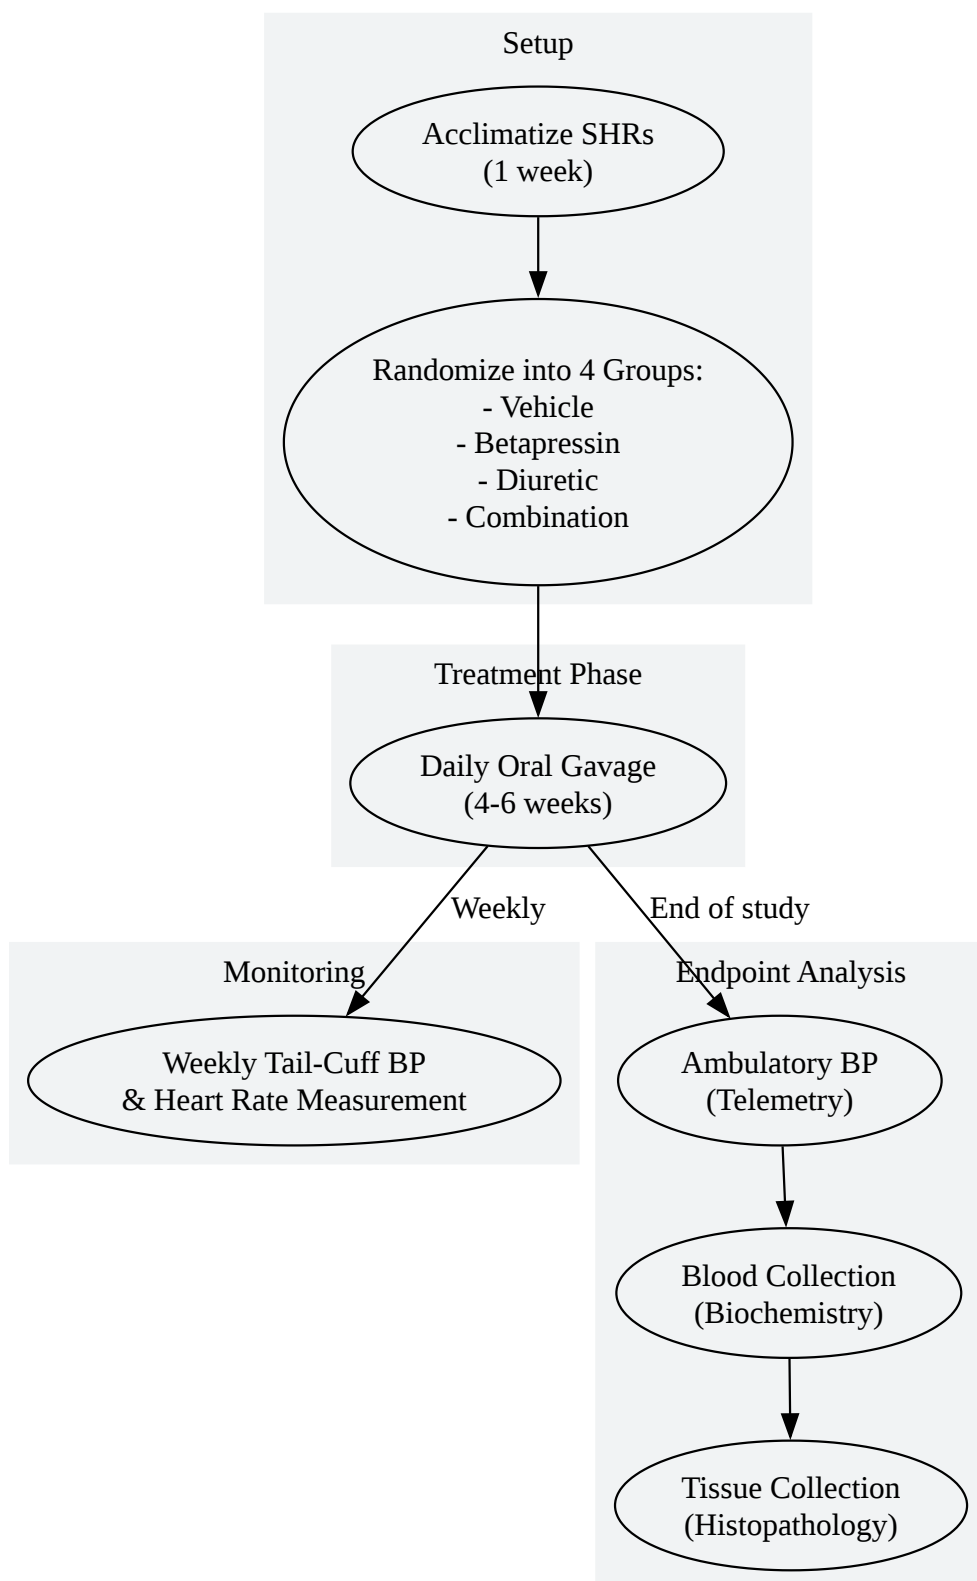 Setup
Acclimatize SHRs
(1 week)
Randomize into 4 Groups:
- Vehicle
- Betapressin
- Diuretic
- Combination
Treatment Phase
Daily Oral Gavage
(4-6 weeks)
Weekly
End of study
Monitoring
Weekly Tail-Cuff BP
& Heart Rate Measurement
Endpoint Analysis
Ambulatory BP
(Telemetry)
Blood Collection
(Biochemistry)
Tissue Collection
(Histopathology)